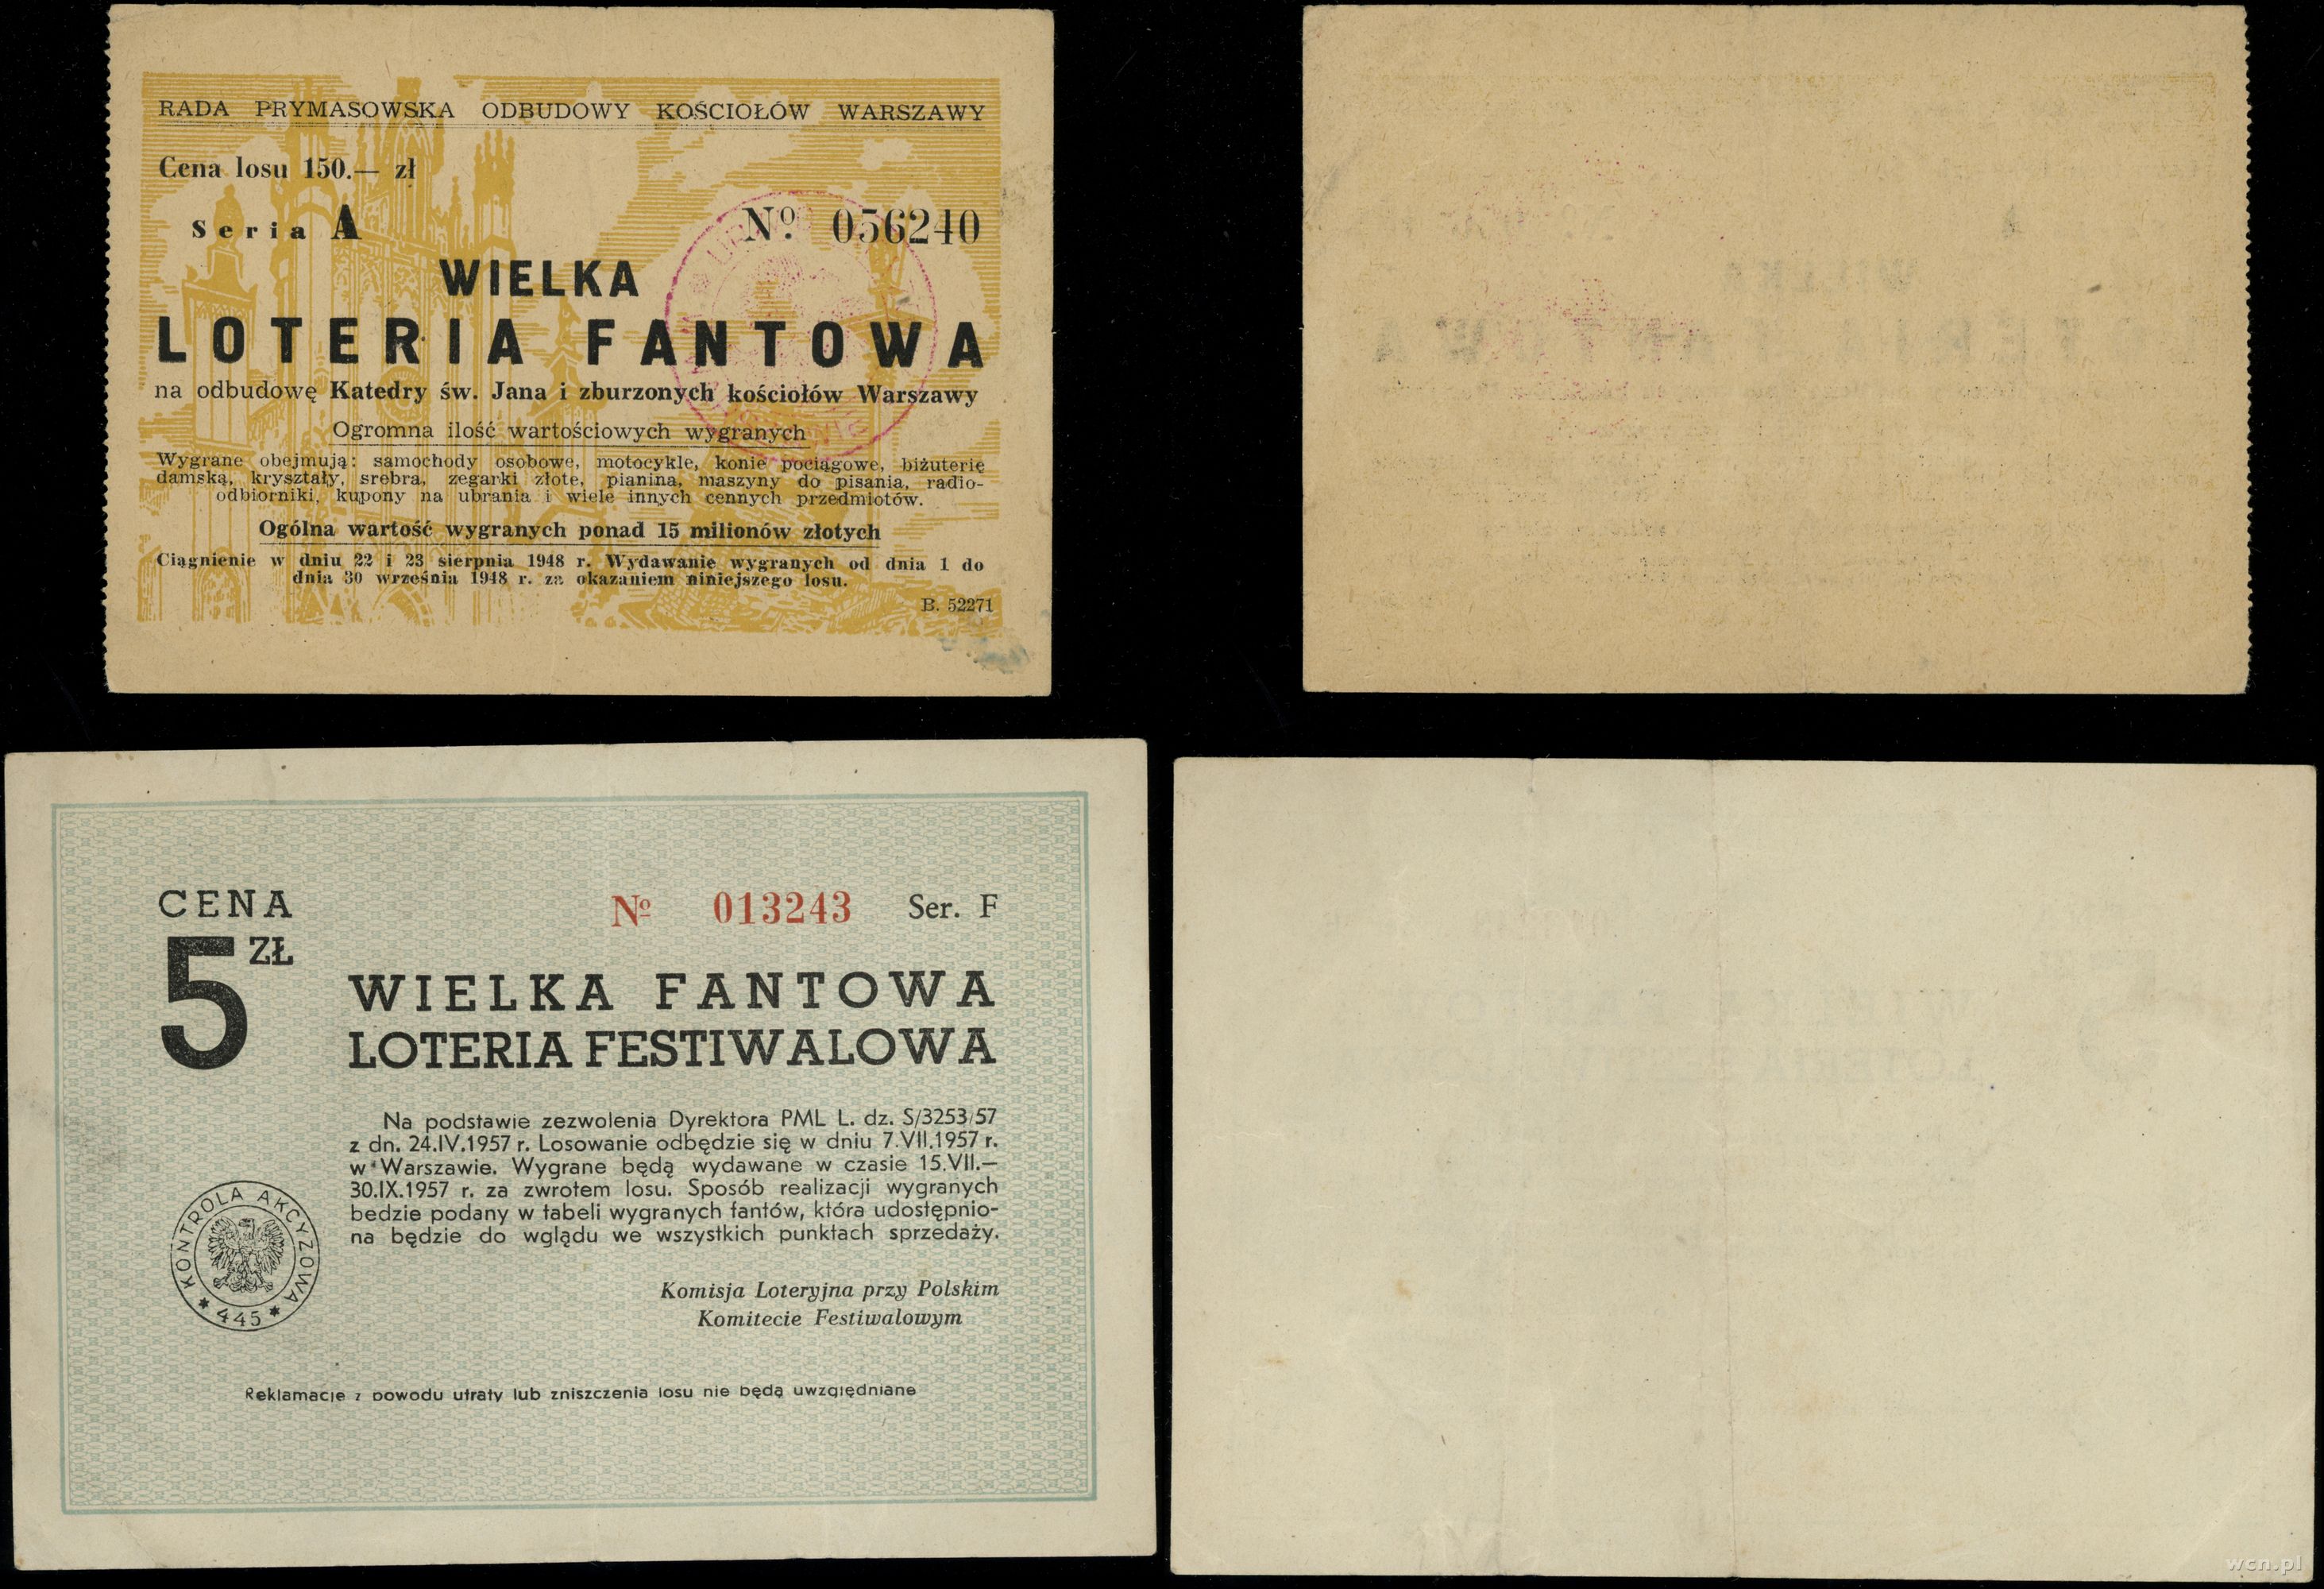 RADA PRYMASOWSKA ODBUDOWY KOŚCIOŁÓW WARSZAWY
Cena losu 150.— zł
Seria A
Nº. 056240
WIELKA
LOTERIA FANTOWA
na odbudowę Katedry św. Jana i zburzonych kościołów Warszawy
Ogromna ilość wartościowych wygranych
Wygrane obejmują: samochody osobowe, motocykle, konie pociągowe, biżuterię
damską, kryształy, srebra, zegarki złote, pianina, maszyny do pisania, radio-
odbiorniki, kupony na ubrania i wiele innych cennych przedmiotów.
Ogólna wartość wygranych ponad 15 milionów złotych
Ciągnienie w dniu 22 i 23 sierpnia 1948 r. Wydawanie wygranych od dnia 1 do
dnia 30 września 1948 r. za okazaniem niniejszego losu.
B. 52271
CENA
5 ZŁ
Nº 013243 Ser. F
WIELKA FANTOWA
LOTERIA FESTIWALOWA
Na podstawie zezwolenia Dyrektora PML L. dz. S/3253/57
z dn. 24.IV.1957 r. Losowanie odbędzie się w dniu 7.VII.1957 r.
w Warszawie. Wygrane będą wydawane w czasie 15.VII.—
30.IX.1957 r. za zwrotem losu. Sposób realizacji wygranych
bedzie podany w tabeli wygranych fantów, która udostępnio-
na będzie do wglądu we wszystkich punktach sprzedaży.
KONTROLA AKCYZOWA
* 445 *
Komisja Loteryjna przy Polskim
Komitecie Festiwalowym
Reklamacje z powodu utraty lub zniszczenia losu nie będą uwzględniane
wcn.pl